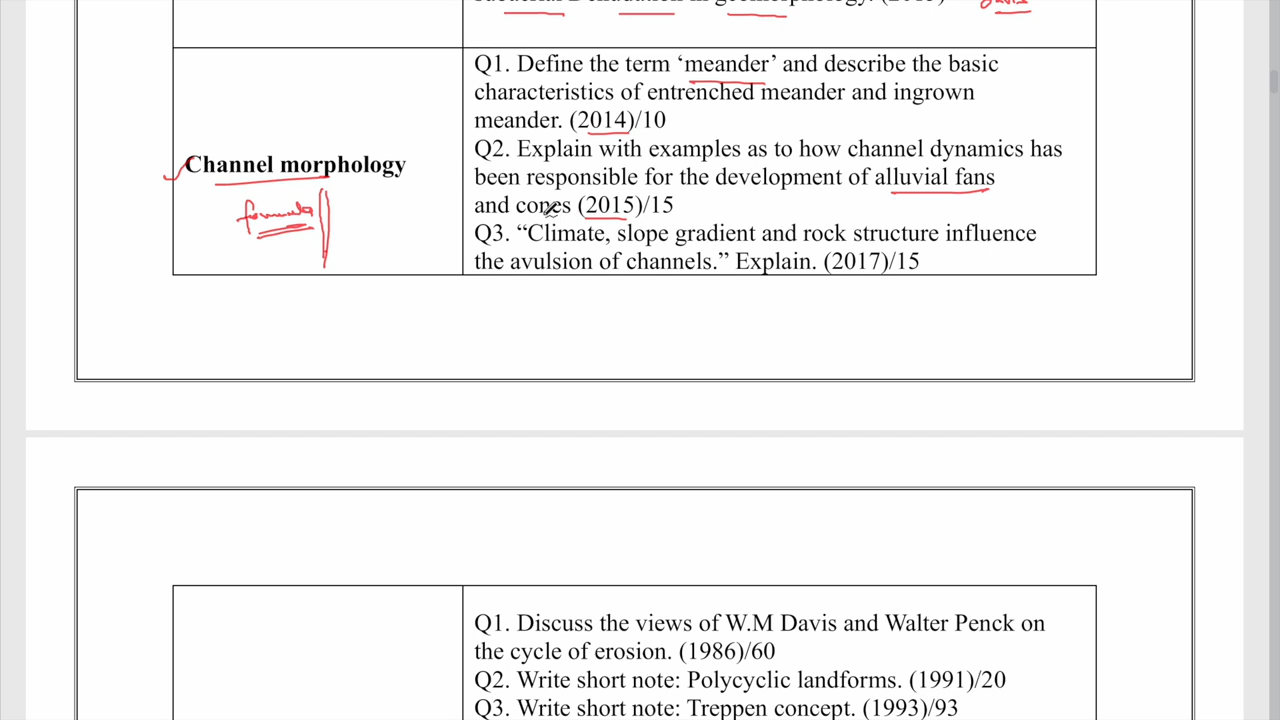 in geomorphology. (2015)
Q1. Define the term ‘meander’ and describe the basic
characteristics of entrenched meander and ingrown
meander. (2014)/10
Channel morphology
formula
Q2. Explain with examples as to how channel dynamics has
been responsible for the development of alluvial fans
and cones (2015)/15
Q3. “Climate, slope gradient and rock structure influence
the avulsion of channels.” Explain. (2017)/15
Q1. Discuss the views of W.M Davis and Walter Penck on
the cycle of erosion. (1986)/60
Q2. Write short note: Polycyclic landforms. (1991)/20
Q3. Write short note: Treppen concept. (1993)/93